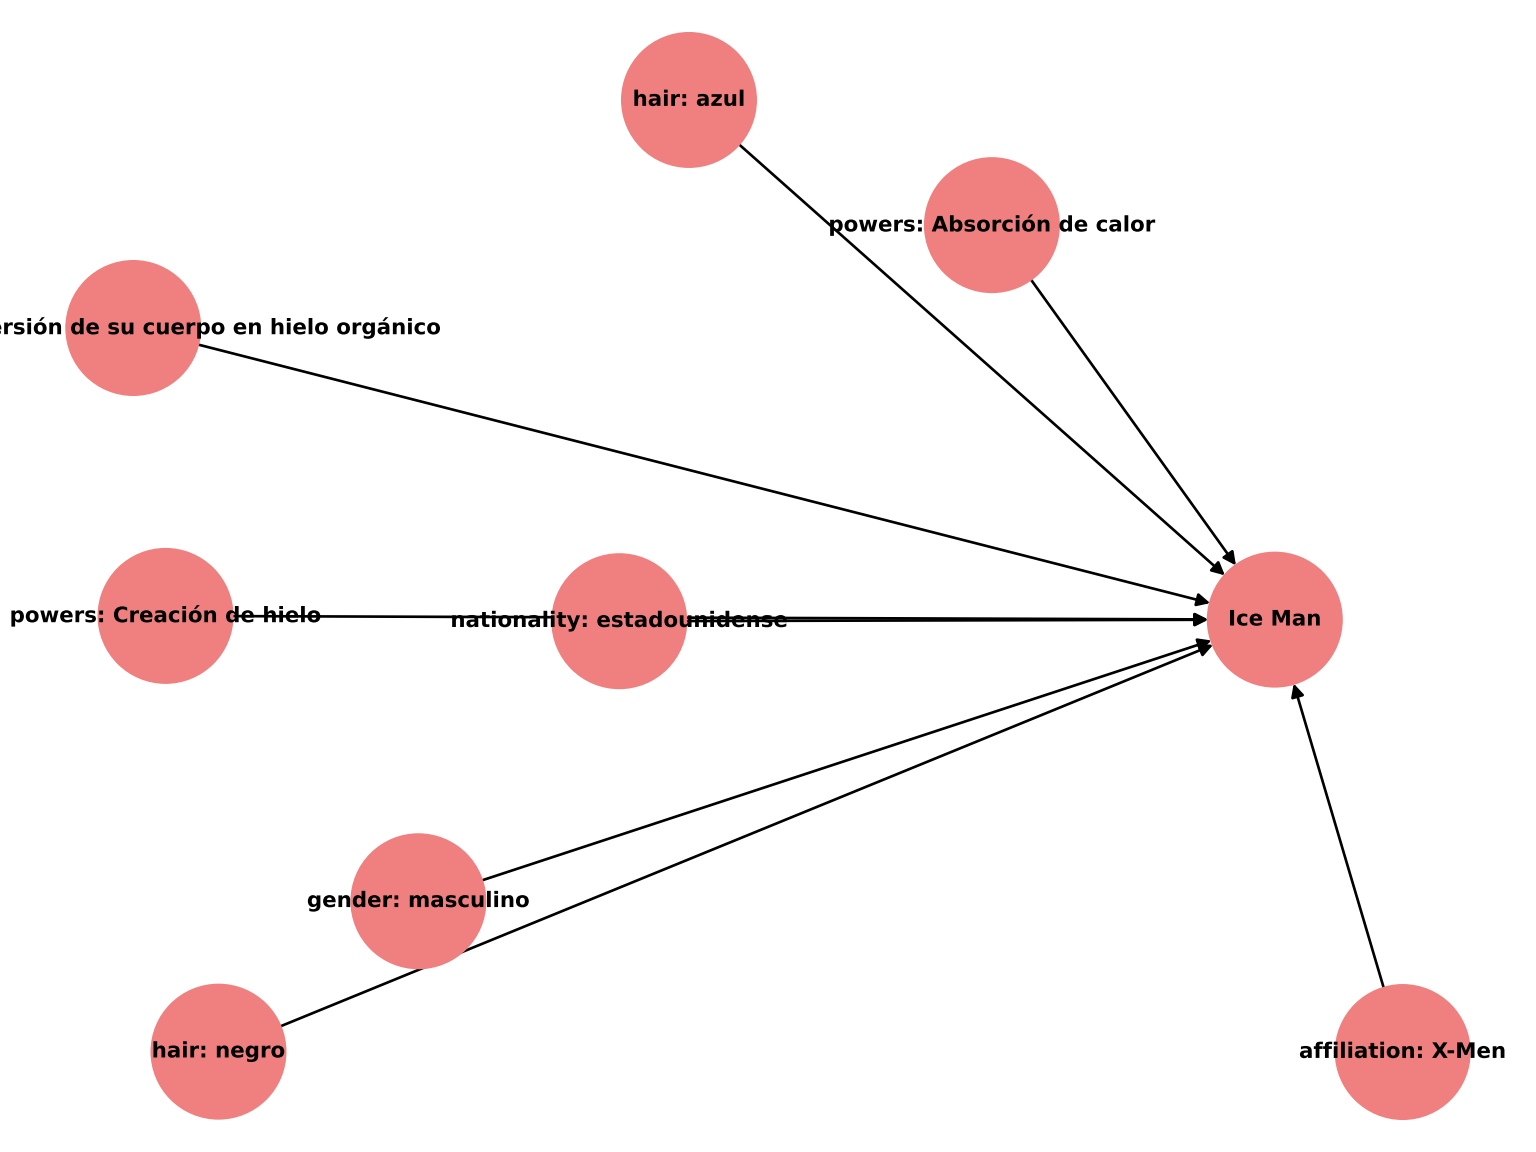 hair: azul
powers: Absorción de calor
de su cuerpo en hielo orgánico
powers: Creación de hielo
nationality: estadounidense
Ice Man
gender: masculino
hair: negro
affiliation: X-Men